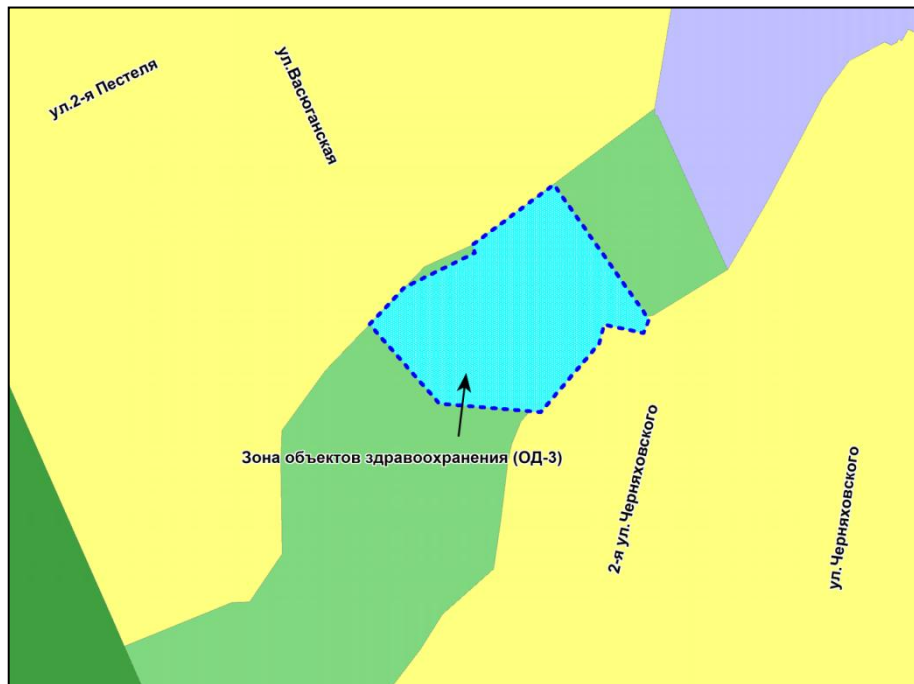 ул.2-я Пестеля
ул.Васюганская
Зона объектов здравоохранения (ОД-3)
2-я ул.Черняховского
ул.Черняховского